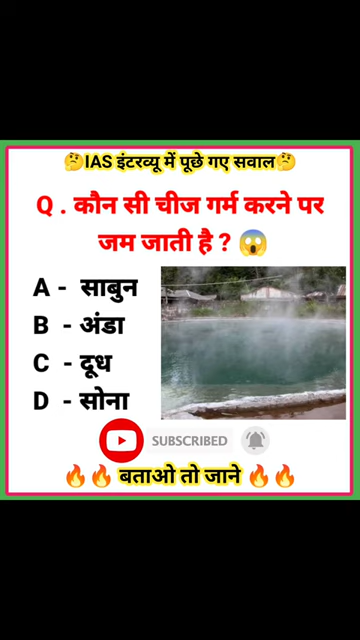 🤔IAS इंटरव्यू में पूछे गए सवाल🤔
Q . कौन सी चीज गर्म करने पर
जम जाती है ? 😱
A - साबुन
B - अंडा
C - दूध
D - सोना
SUBSCRIBED
🔥🔥 बताओ तो जाने 🔥🔥